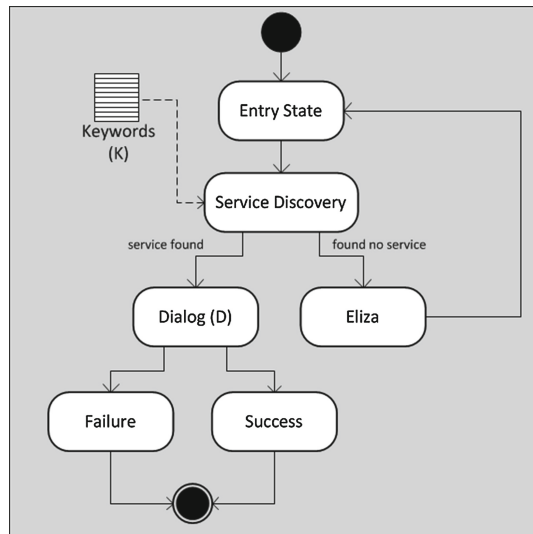 Entry State
Keywords
(K)
Service Discovery
service found
found no service
Dialog (D)
Eliza
Failure
Success